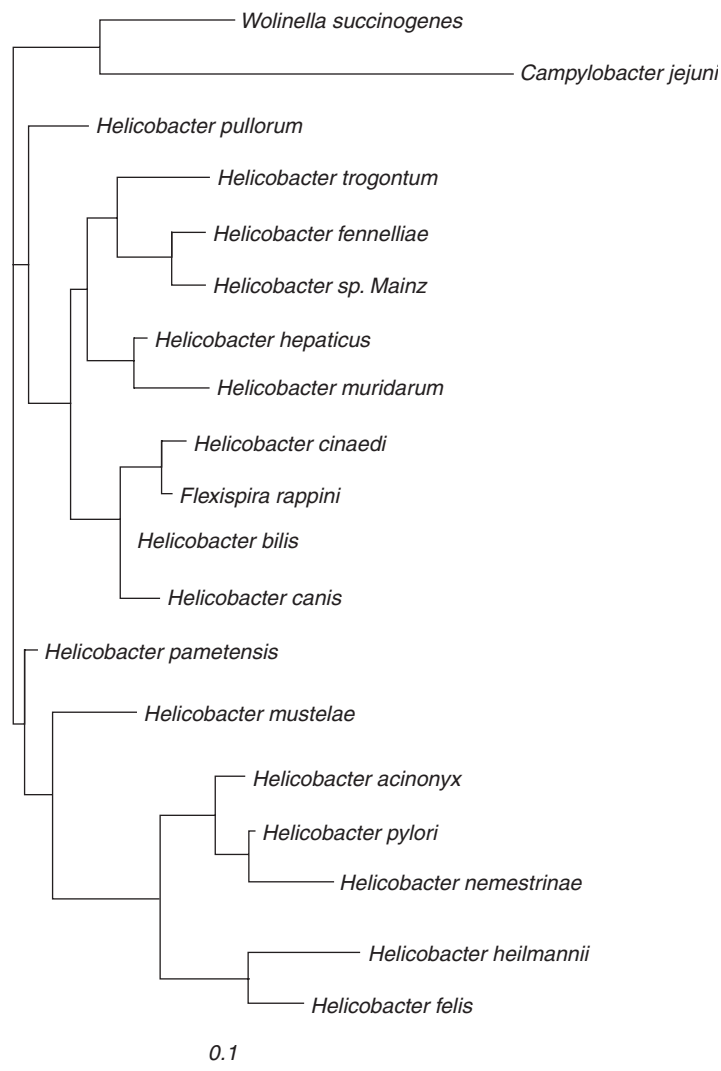 Wolinella succinogenes
Campylobacter jejuni
Helicobacter pullorum
Helicobacter trogontum
Helicobacter fennelliae
Helicobacter sp. Mainz
Helicobacter hepaticus
Helicobacter muridarum
Helicobacter cinaedi
Flexispira rappini
Helicobacter bilis
Helicobacter canis
Helicobacter pametensis
Helicobacter mustelae
Helicobacter acinonyx
Helicobacter pylori
Helicobacter nemestrinae
Helicobacter heilmannii
Helicobacter felis
0.1